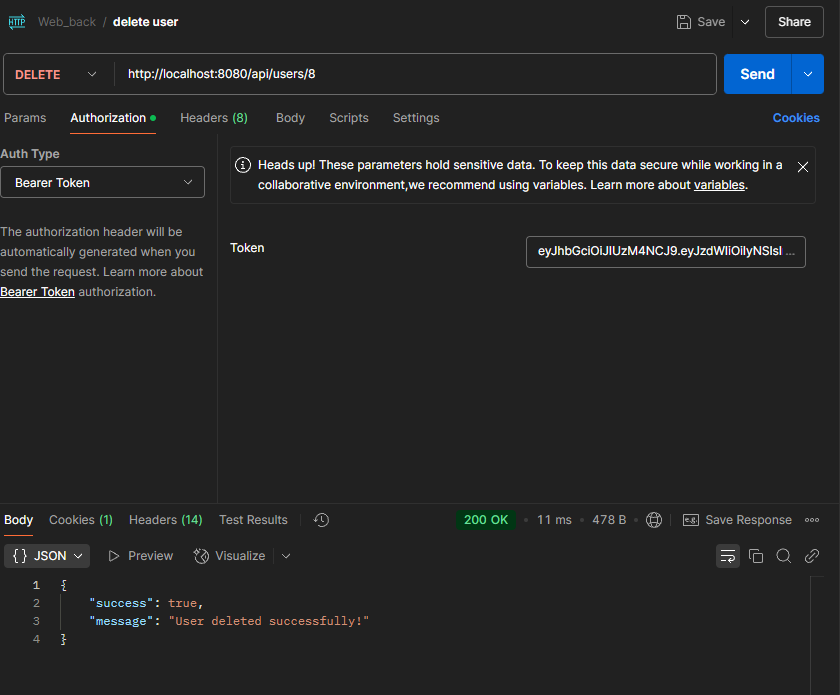 HTTP Web_back / delete user Save Share
DELETE http://localhost:8080/api/users/8 Send
Params Authorization Headers (8) Body Scripts Settings Cookies
Auth Type
Bearer Token
The authorization header will be
automatically generated when you
send the request. Learn more about
Bearer Token authorization.
Heads up! These parameters hold sensitive data. To keep this data secure while working in a
collaborative environment,we recommend using variables. Learn more about variables.
Token eyJhbGciOiJIUzM4NCJ9.eyJzdWIiOiIyNSIsI ...
Body Cookies (1) Headers (14) Test Results 200 OK 11 ms 478 B e.g. Save Response
{} JSON Preview Visualize
1 {
2 "success": true,
3 "message": "User deleted successfully!"
4 }